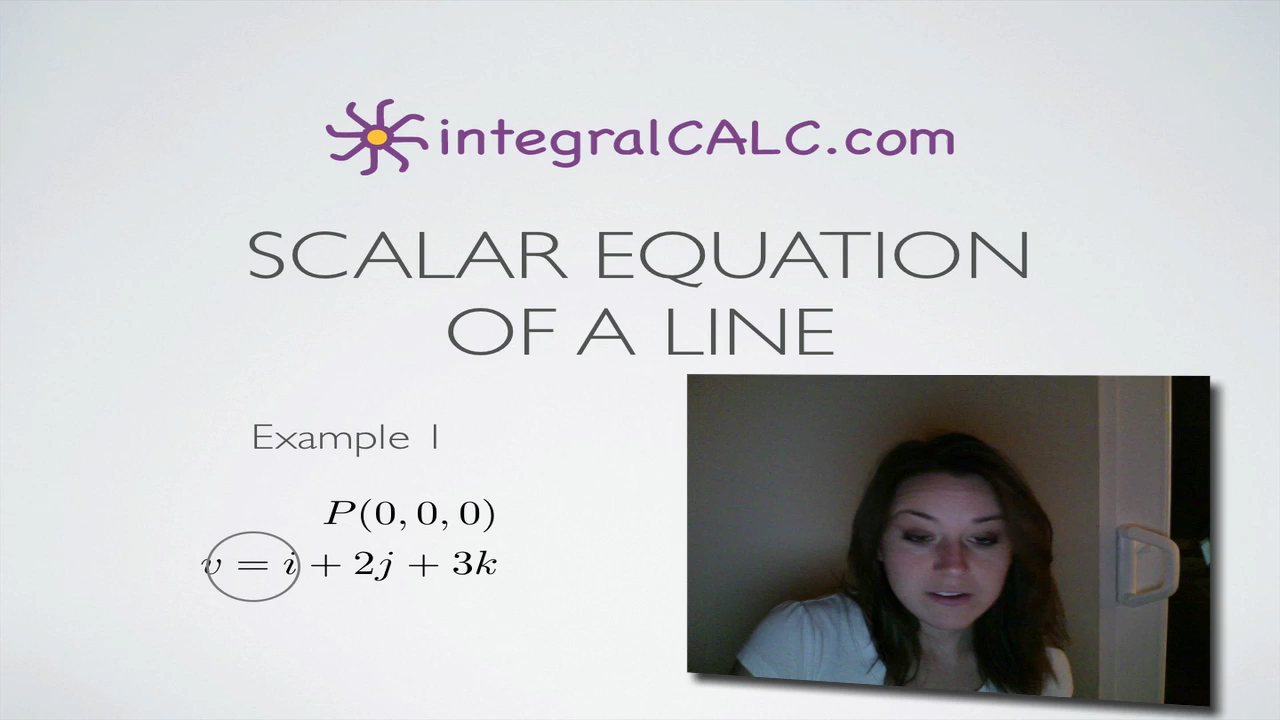 integralCALC.com
SCALAR EQUATION
OF A LINE
Example 1
P(0, 0, 0)
v = i + 2j + 3k